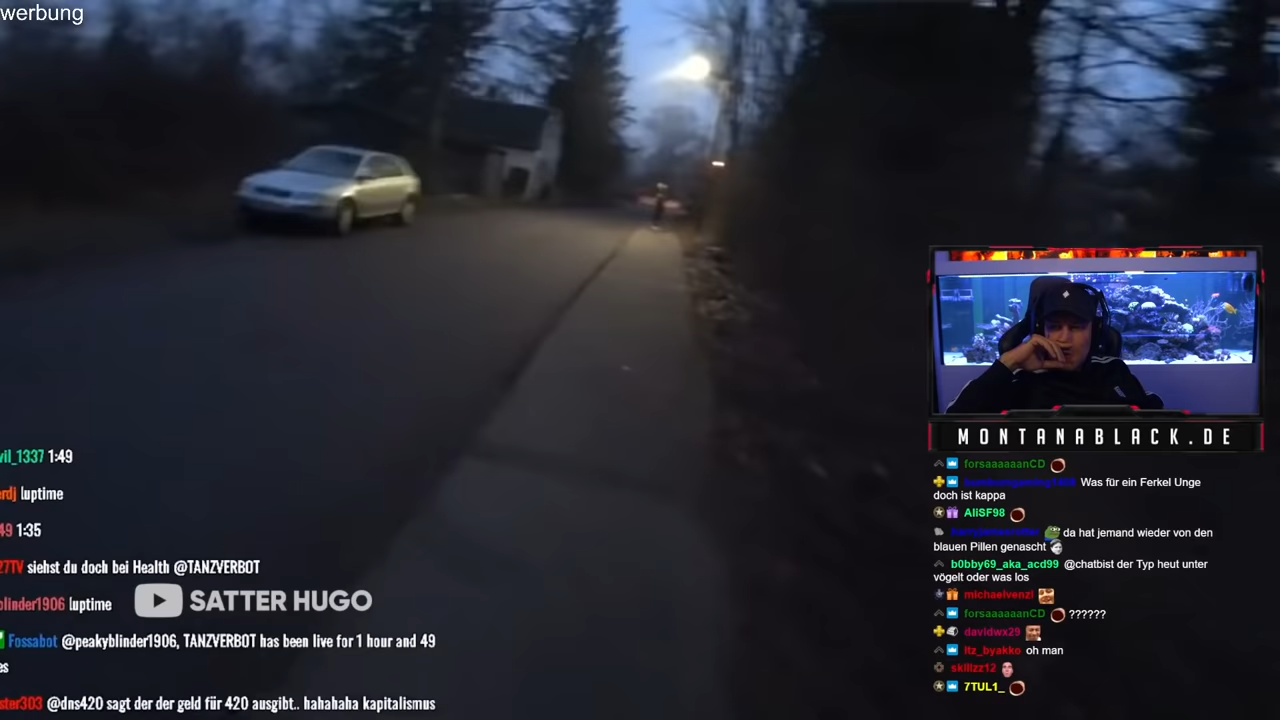 werbung
vil_1337 1:49
erdj !uptime
49 1:35
27TV siehst du doch bei Health @TANZVERBOT
blinder1906 !uptime
SATTER HUGO
Fossabot @peakyblinder1906, TANZVERBOT has been live for 1 hour and 49
es
ster303 @dns420 sagt der der geld für 420 ausgibt.. hahahaha kapitalismus
MONTANABLACK.DE
forsaaaaaanCD
Was für ein Ferkel Unge
doch ist kappa
AliSF98
da hat jemand wieder von den
blauen Pillen genascht
b0bby69_aka_acd99 @chatbist der Typ heut unter
vögelt oder was los
michaelvenzi
forsaaaaaanCD ??????
davidwx29
itz_byakko oh man
skillzz12
7TUL1_